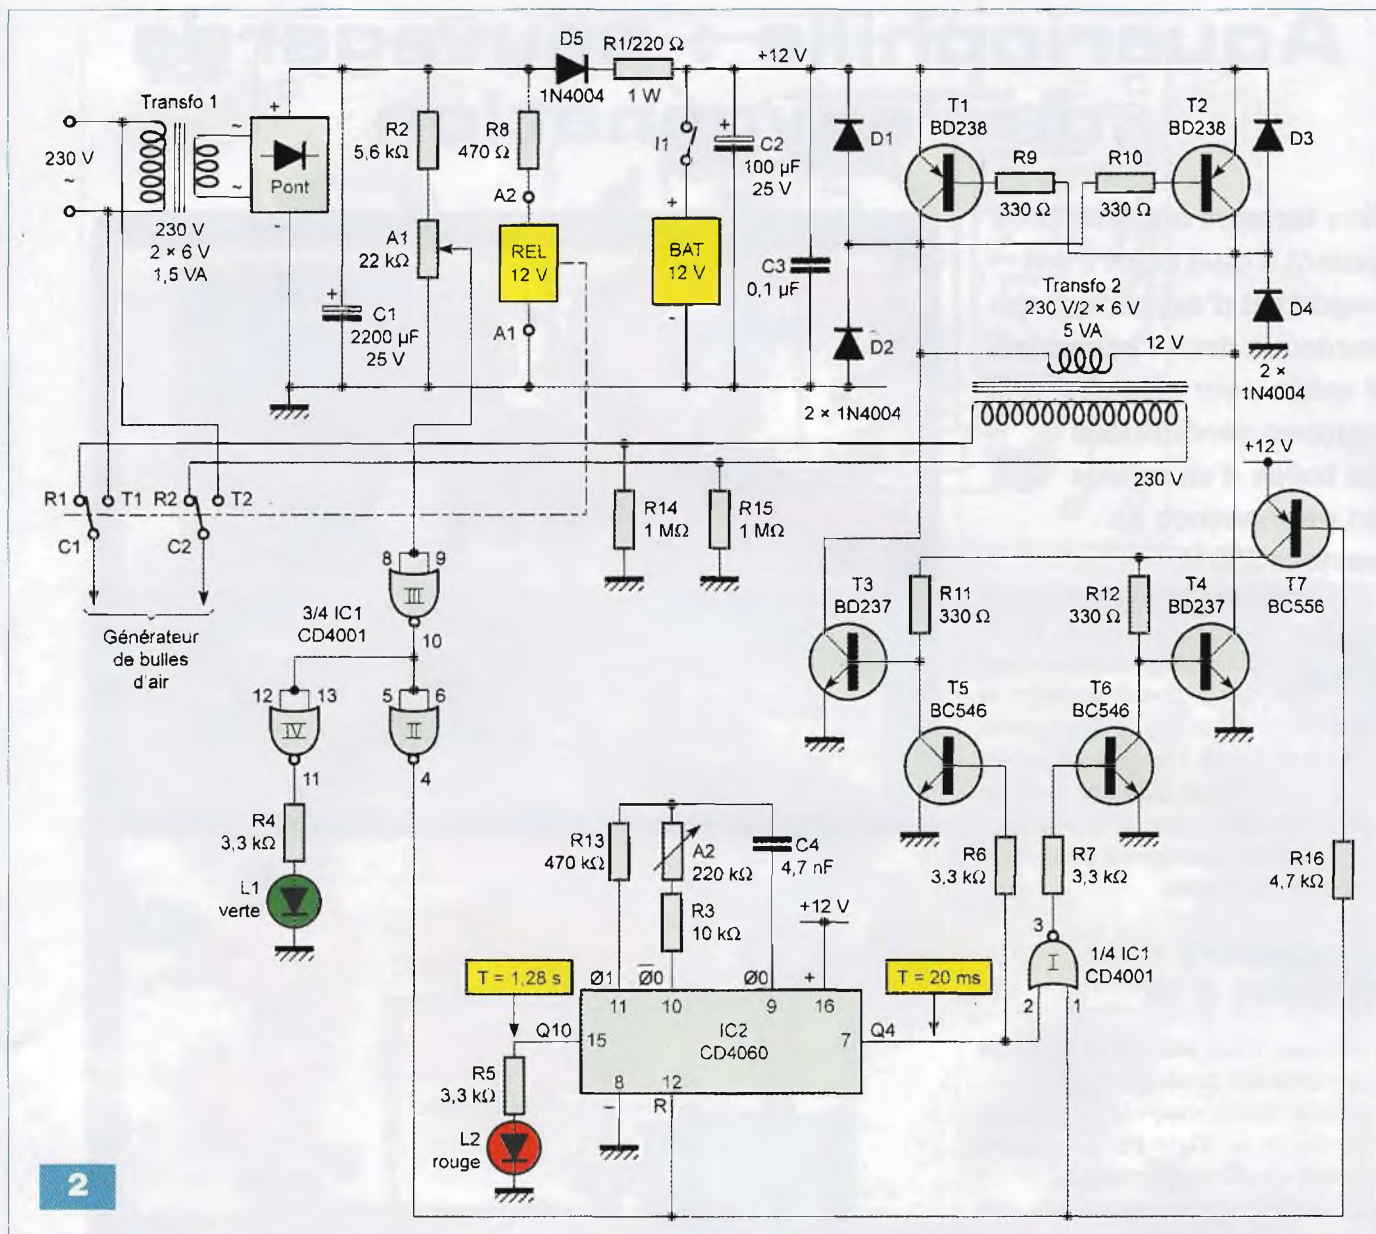 D5
1N4004
R1/220 Ω
1 W
+12 V
Transfo 1
230 V
~
230 V
2 × 6 V
1,5 VA
~
~
+
Pont
-
R2
5,6 kΩ
A1
22 kΩ
+
C1
2200 µF
25 V
R8
470 Ω
A2
REL
12 V
A1
I1
+
BAT
12 V
-
+
C2
100 µF
25 V
C3
0,1 µF
D1
D2
2 × 1N4004
T1
BD238
R9
330 Ω
R10
330 Ω
T2
BD238
D3
D4
2 ×
1N4004
Transfo 2
230 V/2 × 6 V
5 VA
12 V
230 V
+12 V
R1
T1
R2
T2
C1
C2
Générateur
de bulles
d'air
R14
1 MΩ
R15
1 MΩ
8
9
III
10
3/4 IC1
CD4001
12
13
IV
11
5
6
II
4
R4
3,3 kΩ
L1
verte
T3
BD237
R11
330 Ω
R12
330 Ω
T4
BD237
T7
BC556
T5
BC546
T6
BC546
R13
470 kΩ
A2
220 kΩ
C4
4,7 nF
R3
10 kΩ
+12 V
R6
3,3 kΩ
R7
3,3 kΩ
R16
4,7 kΩ
3
I
2
1
1/4 IC1
CD4001
T = 1,28 s
T = 20 ms
Ø1
Ø0
Ø0
+
11
10
9
16
Q10
15
IC2
CD4060
7
Q4
8
12
–
R
R5
3,3 kΩ
L2
rouge
2